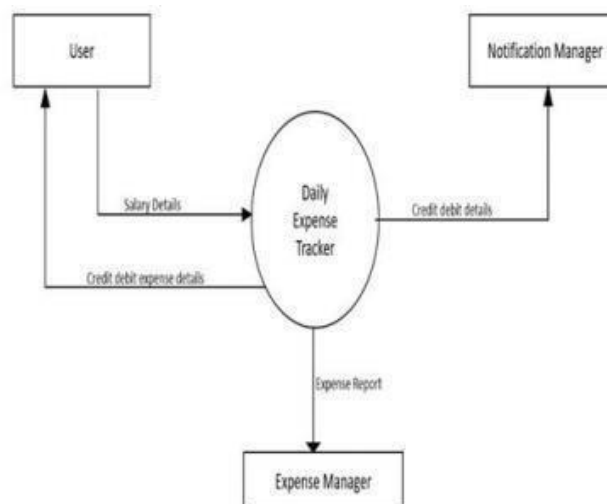 User
Notification Manager
Daily
Expense
Tracker
Salary Details
Credit debit details
Credit debit expense details
Expense Report
Expense Manager